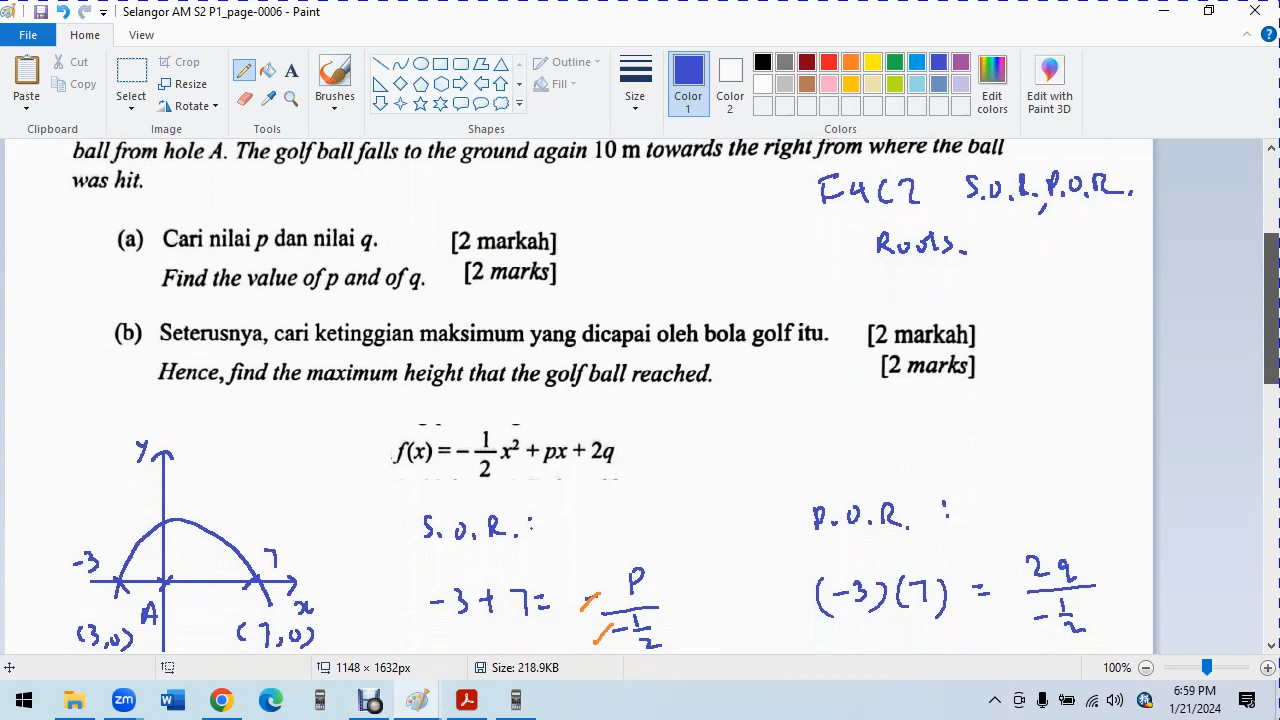 Selangor AM S2 P1_page-0006 - Paint
File Home View
Cut
Copy
Paste
Clipboard
Select
Crop
Resize
Rotate
Image
A
Tools
Brushes
Outline
Fill
Shapes
Size
Color 1
Color 2
Edit colors
Colors
Edit with Paint 3D
ball from hole A. The golf ball falls to the ground again 10 m towards the right from where the ball
was hit.
F4C2 S.O.R., P.O.R.
Roots.
(a) Cari nilai p dan nilai q. [2 markah]
Find the value of p and of q. [2 marks]
(b) Seterusnya, cari ketinggian maksimum yang dicapai oleh bola golf itu. [2 markah]
Hence, find the maximum height that the golf ball reached. [2 marks]
f(x) = -1/2 x² + px + 2q
y
-3 7
A x
(3,0) (7,0)
S.O.R. :
-3+7 = - p/(-1/2)
P.O.R. :
(-3)(7) = 2q/(-1/2)
1148 × 1632px Size: 218.9KB 100%
zm W
6:59 PM
1/21/2024